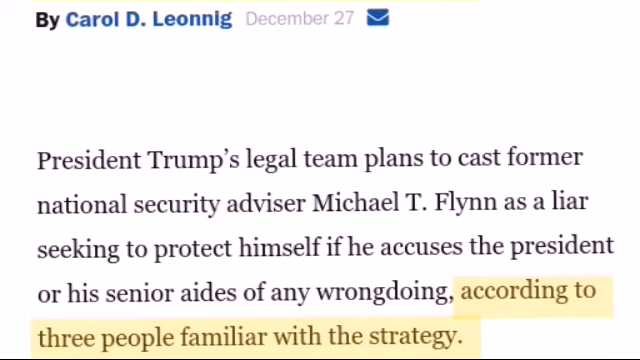 By Carol D. Leonnig December 27
President Trump’s legal team plans to cast former
national security adviser Michael T. Flynn as a liar
seeking to protect himself if he accuses the president
or his senior aides of any wrongdoing, according to
three people familiar with the strategy.